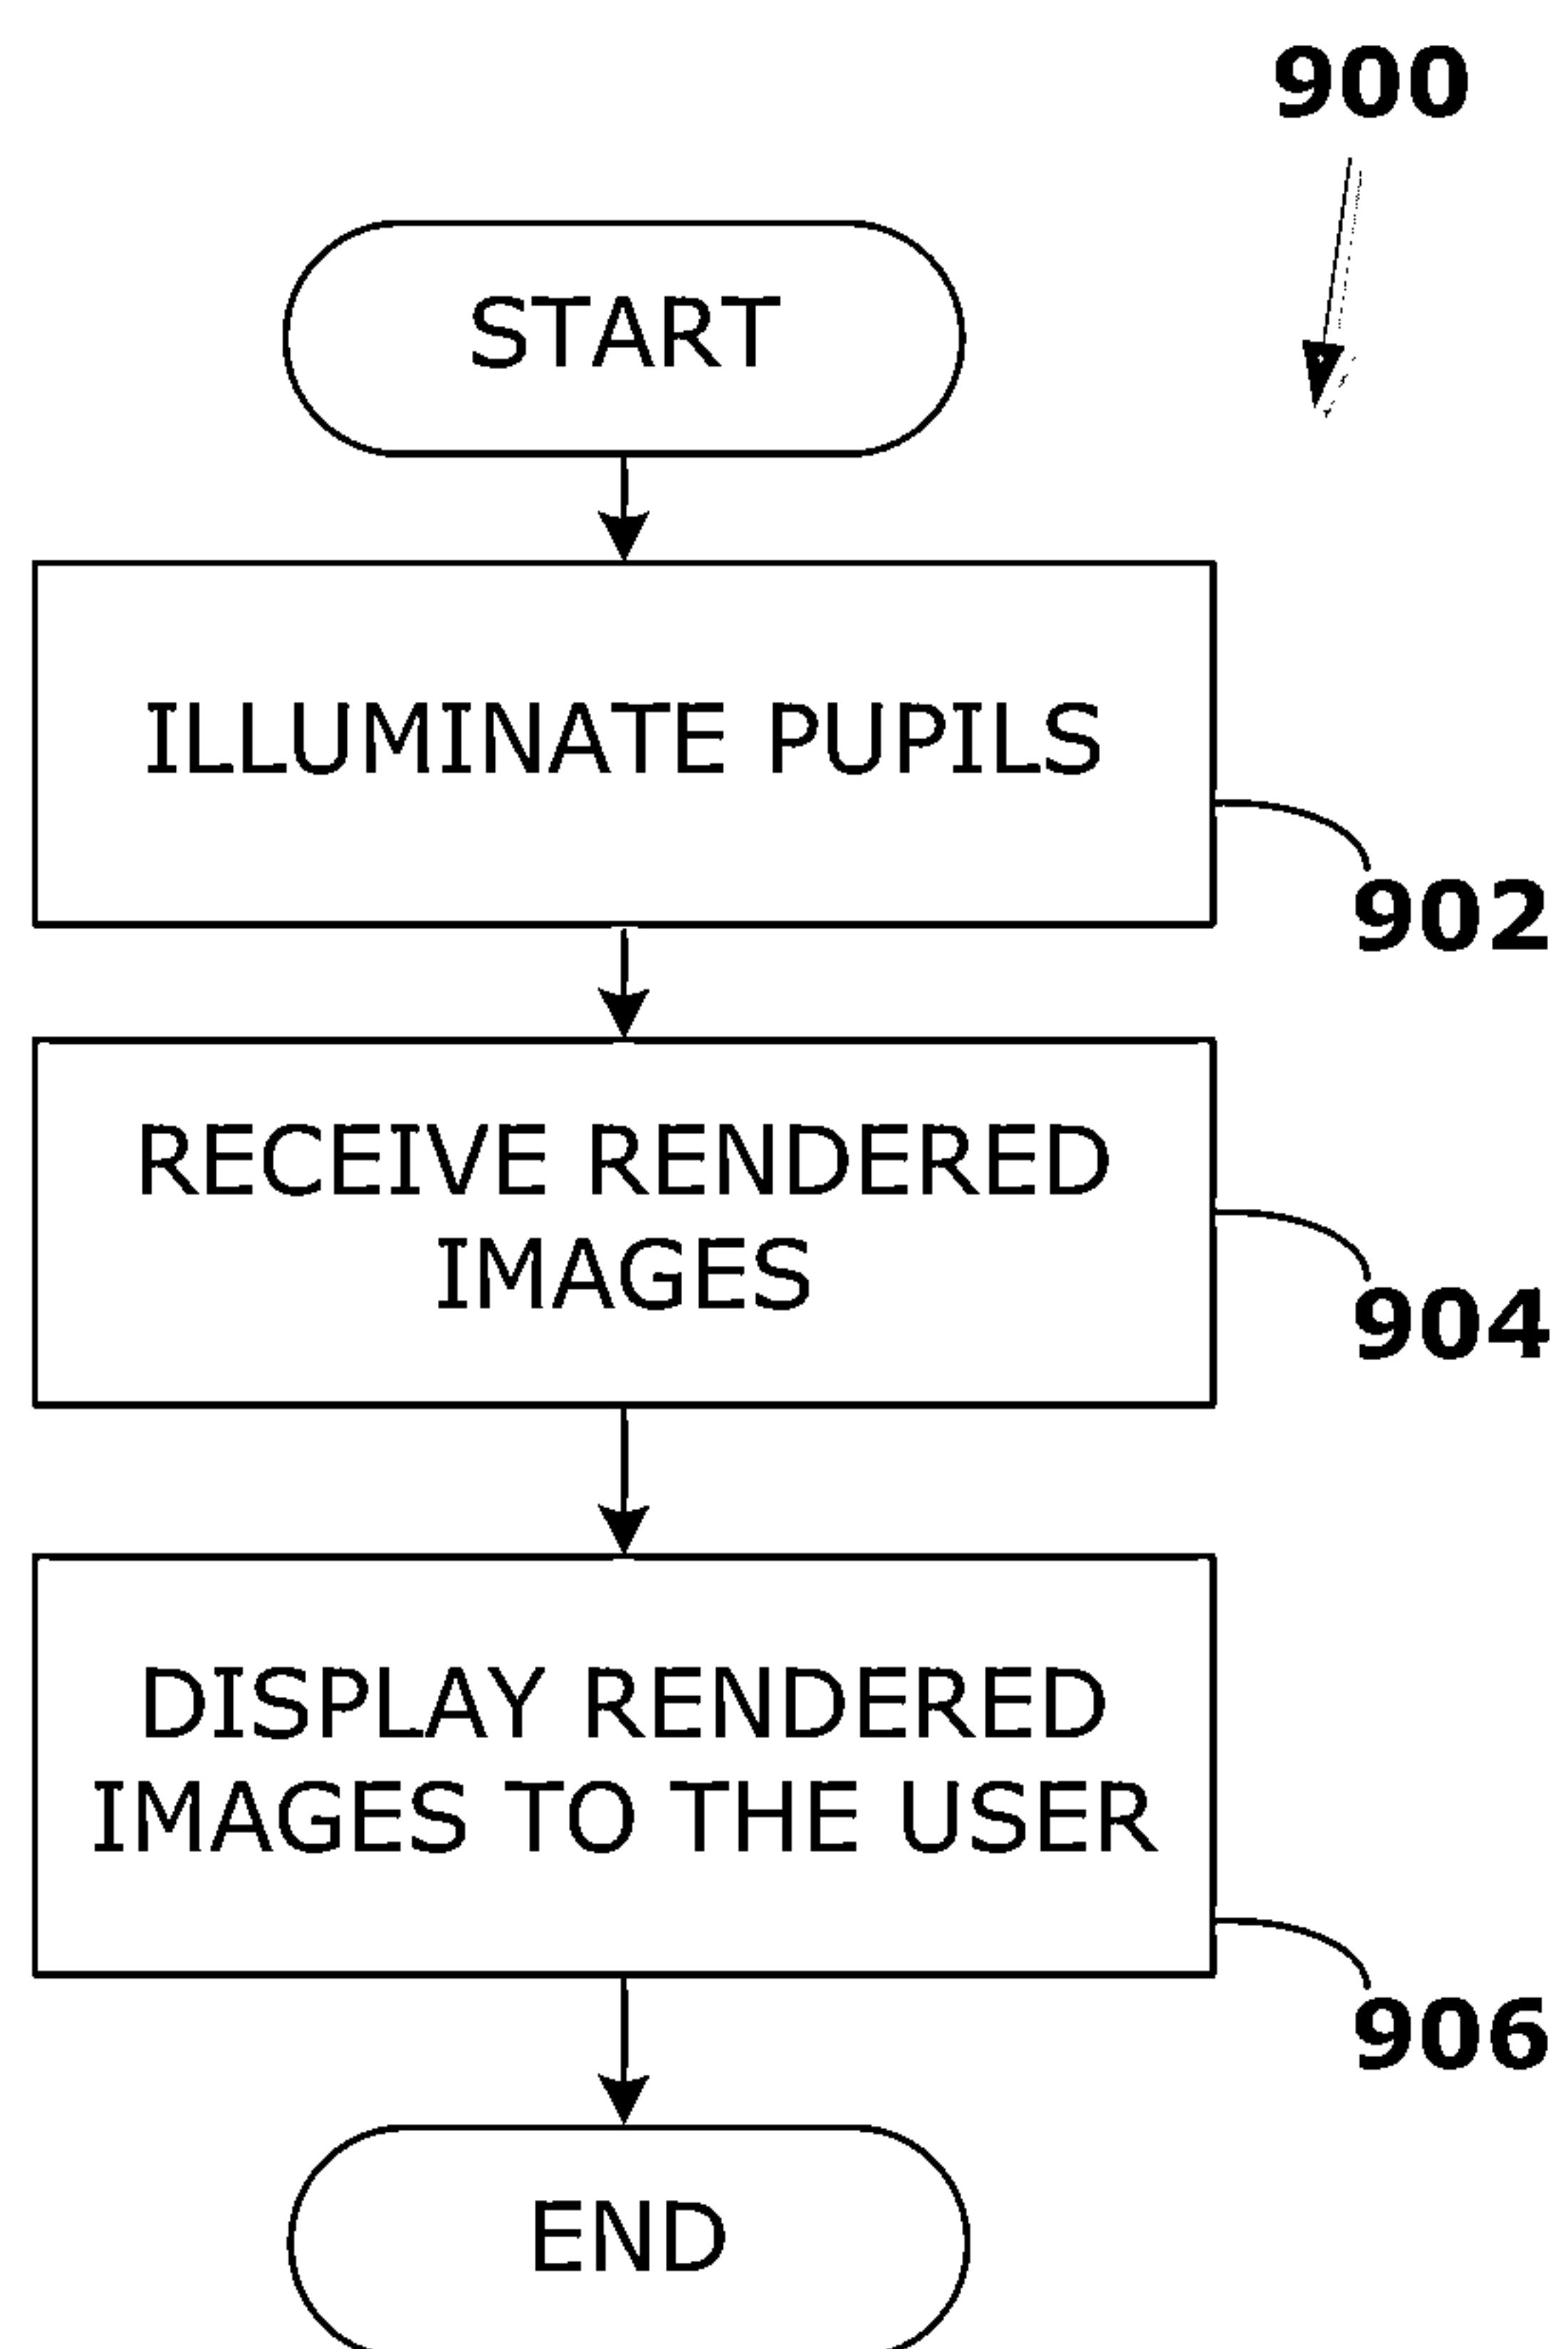 900
START
ILLUMINATE PUPILS
902
RECEIVE RENDERED
IMAGES
904
DISPLAY RENDERED
IMAGES TO THE USER
906
END